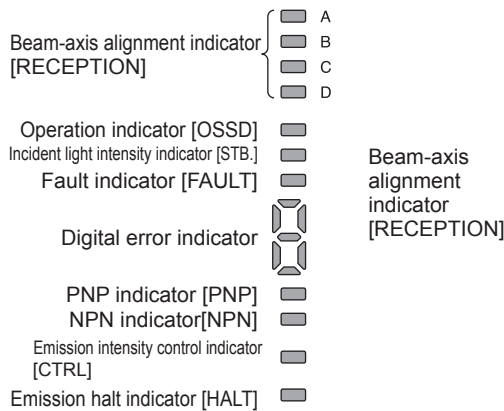 A
Beam-axis alignment indicator
B
[RECEPTION]
C
D
Operation indicator [OSSD]
Incident light intensity indicator [STB.]
Fault indicator [FAULT]
Digital error indicator
PNP indicator [PNP]
NPN indicator[NPN]
Emission intensity control indicator
[CTRL]
Emission halt indicator [HALT]
Beam-axis
alignment
indicator
[RECEPTION]